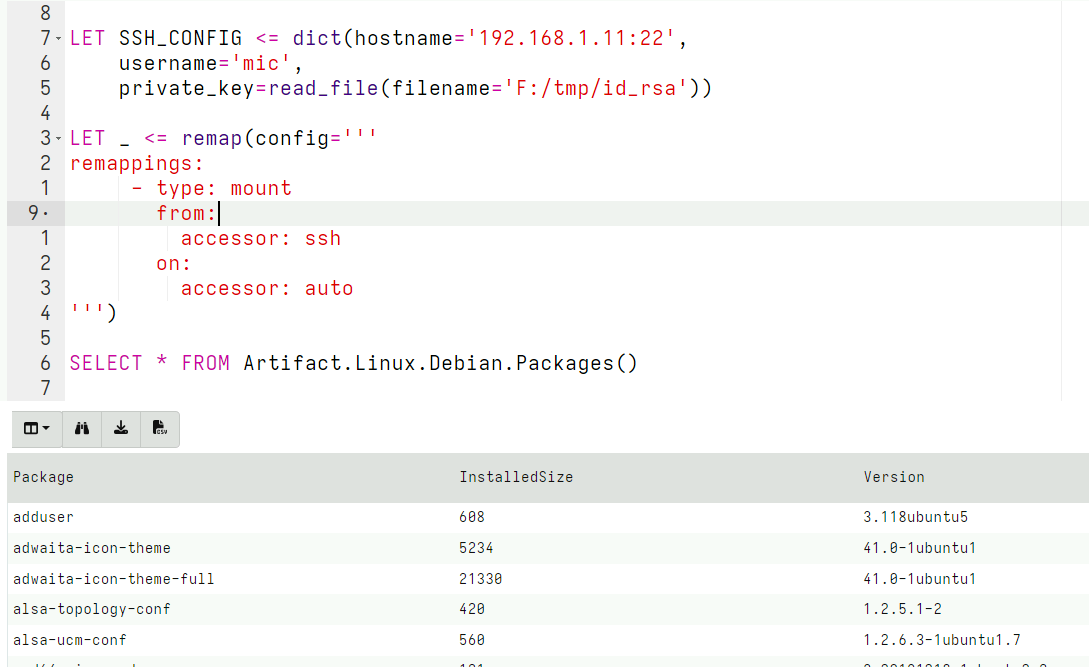 8
7 LET SSH_CONFIG <= dict(hostname='192.168.1.11:22',
6 username='mic',
5 private_key=read_file(filename='F:/tmp/id_rsa'))
4
3 LET _ <= remap(config='''
2 remappings:
1 - type: mount
9 from:
1 accessor: ssh
2 on:
3 accessor: auto
4 ''')
5
6 SELECT * FROM Artifact.Linux.Debian.Packages()
7
CSV
Package InstalledSize Version
adduser 608 3.118ubuntu5
adwaita-icon-theme 5234 41.0-1ubuntu1
adwaita-icon-theme-full 21330 41.0-1ubuntu1
alsa-topology-conf 420 1.2.5.1-2
alsa-ucm-conf 560 1.2.6.3-1ubuntu1.7